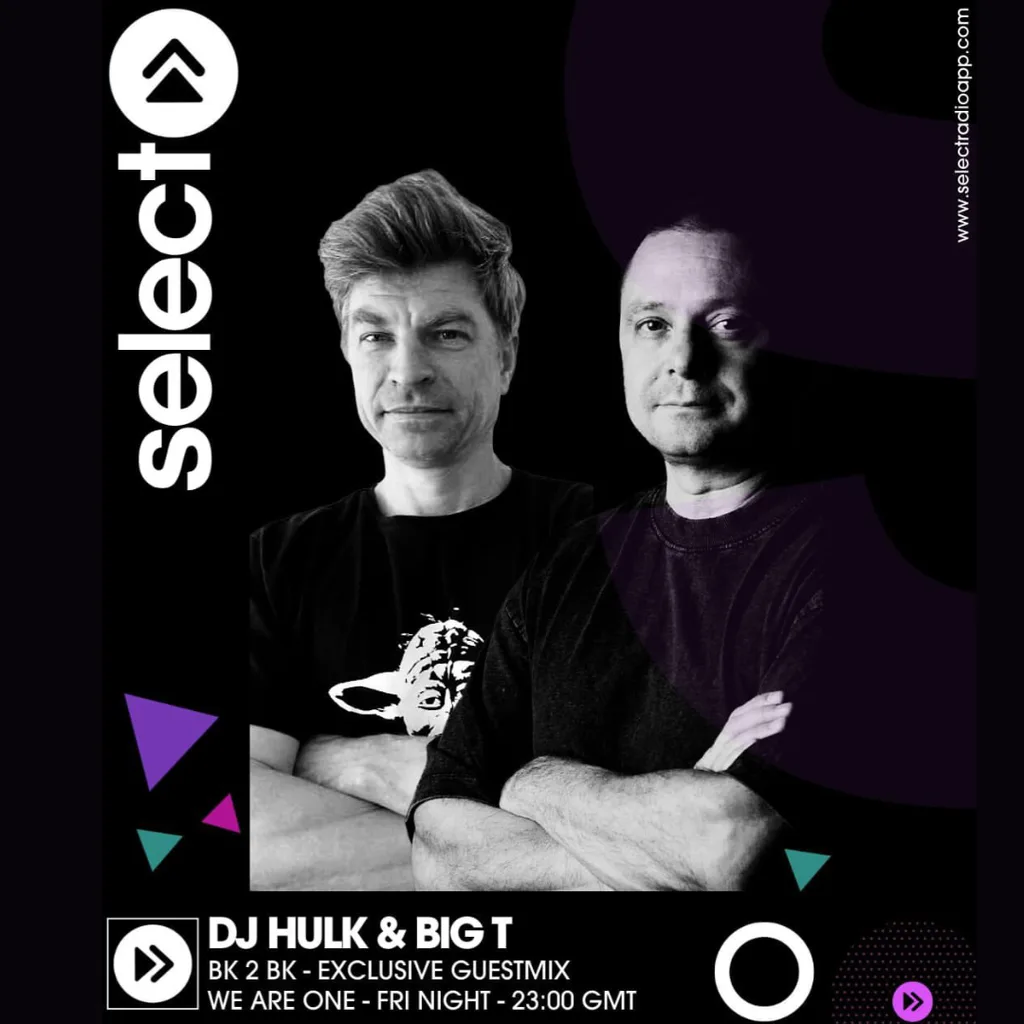 select
www.selectradioapp.com
DJ HULK & BIG T
BK 2 BK - EXCLUSIVE GUESTMIX
WE ARE ONE - FRI NIGHT - 23:00 GMT